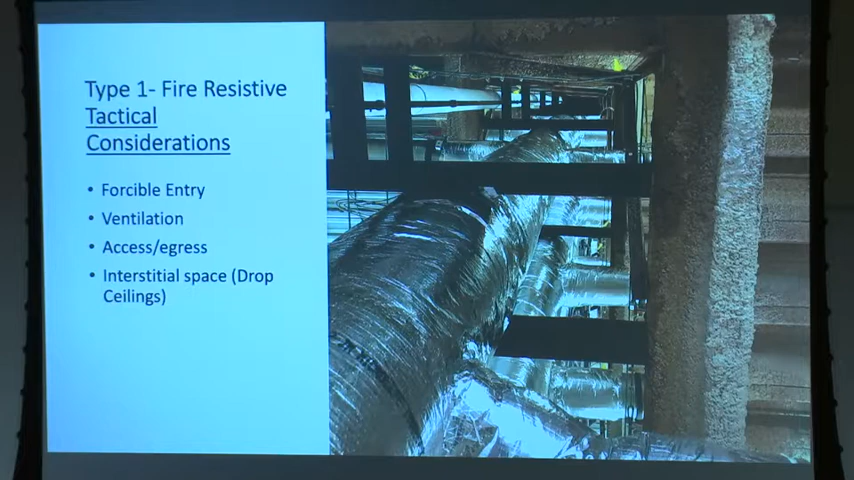 Type 1- Fire Resistive
Tactical
Considerations
• Forcible Entry
• Ventilation
• Access/egress
• Interstitial space (Drop
Ceilings)